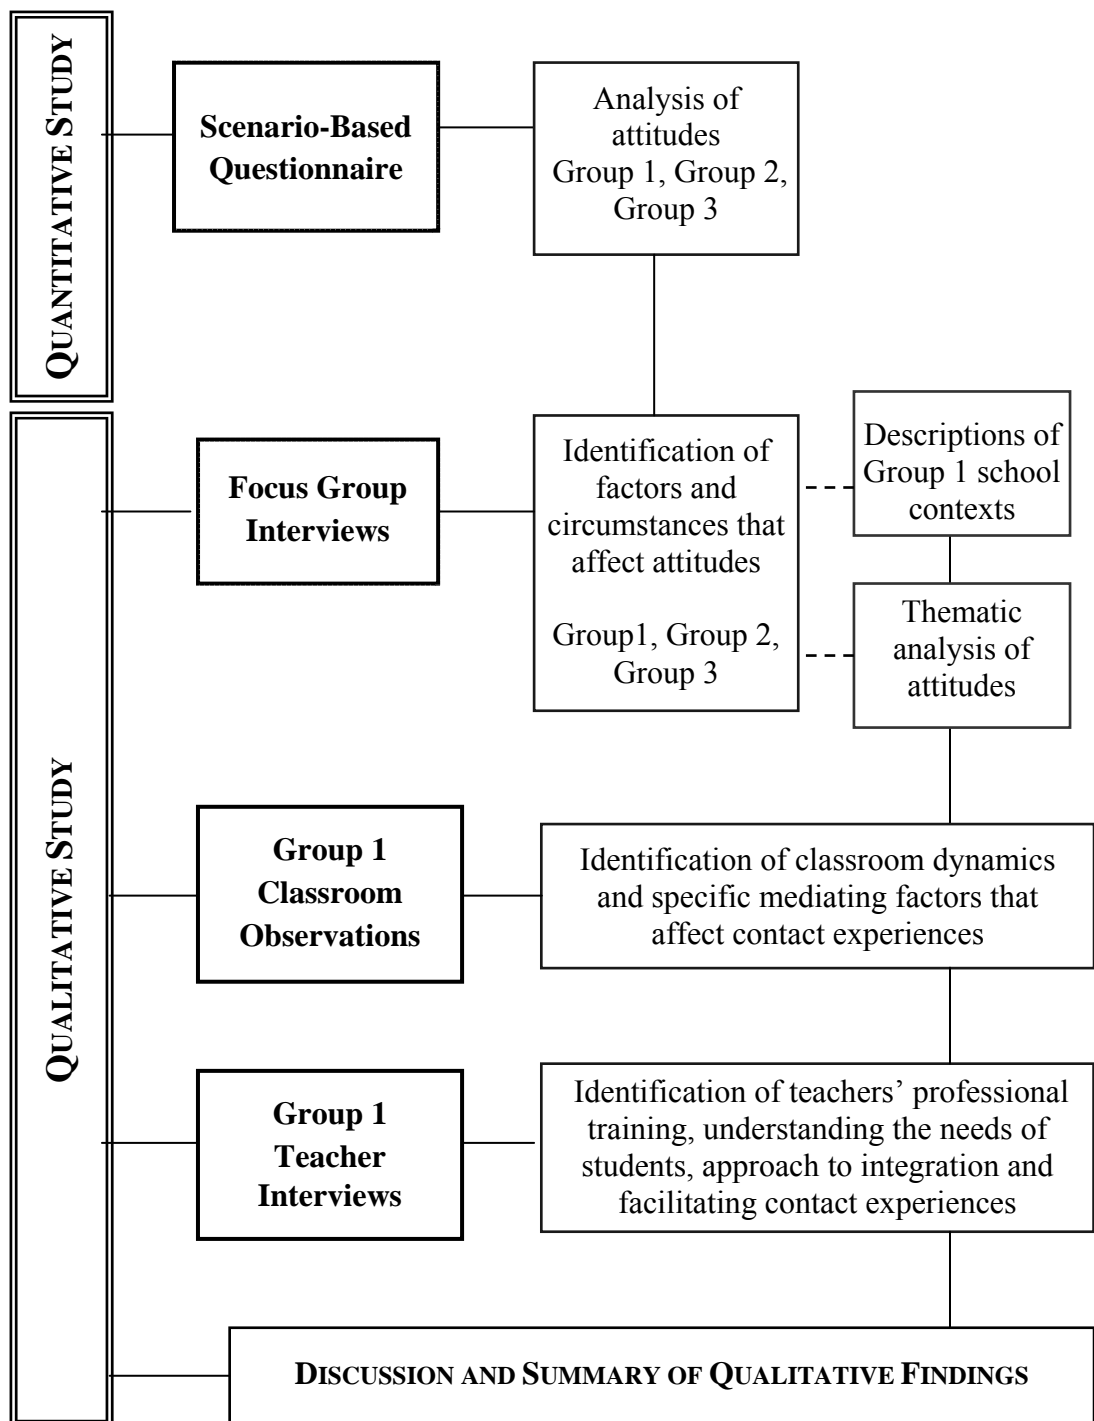 QUANTITATIVE STUDY
Scenario-Based
Questionnaire
Analysis of
attitudes
Group 1, Group 2,
Group 3
QUALITATIVE STUDY
Focus Group
Interviews
Identification of
factors and
circumstances that
affect attitudes
Group1, Group 2,
Group 3
Descriptions of
Group 1 school
contexts
Thematic
analysis of
attitudes
Group 1
Classroom
Observations
Identification of classroom dynamics
and specific mediating factors that
affect contact experiences
Group 1
Teacher
Interviews
Identification of teachers’ professional
training, understanding the needs of
students, approach to integration and
facilitating contact experiences
DISCUSSION AND SUMMARY OF QUALITATIVE FINDINGS